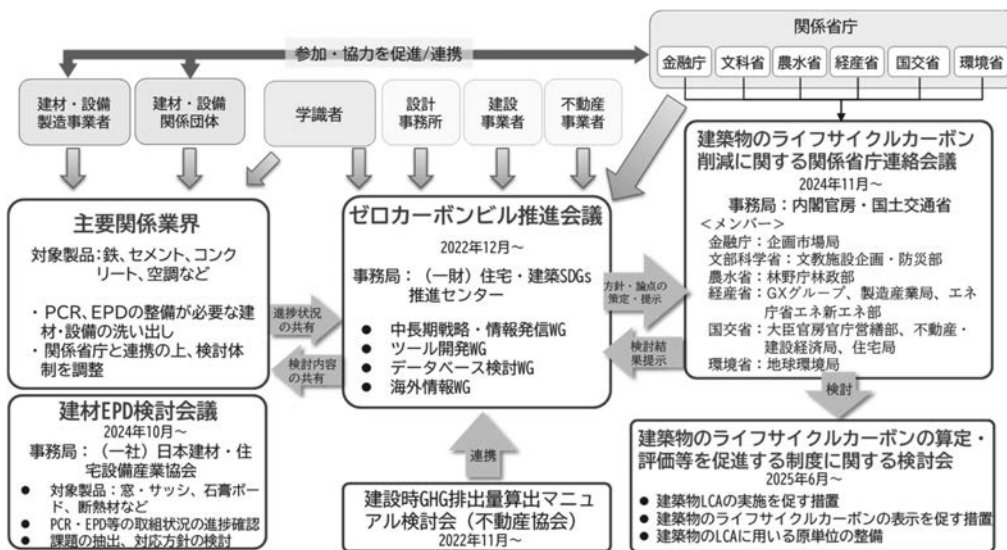 関係省庁
金融庁
文科省
農水省
経産省
国交省
環境省
参加・協力を促進/連携
建材・設備
製造事業者
建材・設備
関係団体
学識者
設計
事務所
建設
事業者
不動産
事業者
主要関係業界
対象製品：鉄、セメント、コンク
リート、空調など
・PCR、EPDの整備が必要な建
材・設備の洗い出し
・関係省庁と連携の上、検討体
制を調整
進捗状況
の共有
検討内容
の共有
建材EPD検討会議
2024年10月～
事務局：（一社）日本建材・住
宅設備産業協会
● 対象製品：窓・サッシ、石膏ボー
ド、断熱材など
● PCR・EPD等の取組状況の進捗確認
● 課題の抽出、対応方針の検討
ゼロカーボンビル推進会議
2022年12月～
事務局：（一財）住宅・建築SDGs
推進センター
● 中長期戦略・情報発信WG
● ツール開発WG
● データベース検討WG
● 海外情報WG
連携
建設時GHG排出量算出マニュ
アル検討会（不動産協会）
2022年11月～
方針・論点の
策定・提示
検討結
果提示
建築物のライフサイクルカーボン
削減に関する関係省庁連絡会議
2024年11月～
事務局：内閣官房・国土交通省
＜メンバー＞
金融庁：企画市場局
文部科学省：文教施設企画・防災部
農水省：林野庁林政部
経産省：GXグループ、製造産業局、エネ
庁省エネ新エネ部
国交省：大臣官房官庁営繕部、不動産・
建設経済局、住宅局
環境省：地球環境局
検討
建築物のライフサイクルカーボンの算定・
評価等を促進する制度に関する検討会
2025年6月～
● 建築物LCAの実施を促す措置
● 建築物のライフサイクルカーボンの表示を促す措置
● 建築物のLCAに用いる原単位の整備